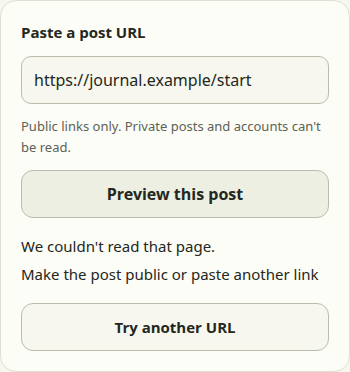 Paste a post URL
https://journal.example/start
Public links only. Private posts and accounts can't
be read.
Preview this post
We couldn't read that page.
Make the post public or paste another link
Try another URL